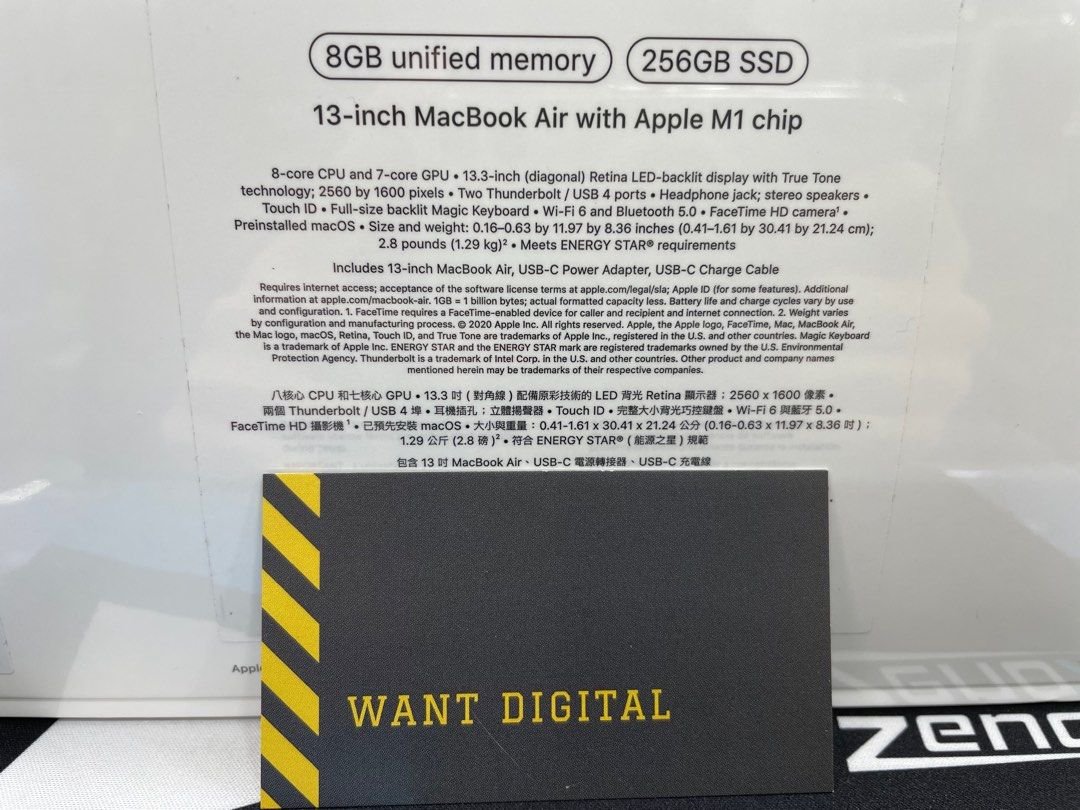 8GB unified memory 256GB SSD
13-inch MacBook Air with Apple M1 chip
8-core CPU and 7-core GPU • 13.3-inch (diagonal) Retina LED-backlit display with True Tone
technology; 2560 by 1600 pixels • Two Thunderbolt / USB 4 ports • Headphone jack; stereo speakers •
Touch ID • Full-size backlit Magic Keyboard • Wi-Fi 6 and Bluetooth 5.0 • FaceTime HD camera¹ •
Preinstalled macOS • Size and weight: 0.16–0.63 by 11.97 by 8.36 inches (0.41–1.61 by 30.41 by 21.24 cm);
2.8 pounds (1.29 kg)² • Meets ENERGY STAR® requirements
Includes 13-inch MacBook Air, USB-C Power Adapter, USB-C Charge Cable
Requires internet access; acceptance of the software license terms at apple.com/legal/sla; Apple ID (for some features). Additional
information at apple.com/macbook-air. 1GB = 1 billion bytes; actual formatted capacity less. Battery life and charge cycles vary by use
and configuration. 1. FaceTime requires a FaceTime-enabled device for caller and recipient and internet connection. 2. Weight varies
by configuration and manufacturing process. © 2020 Apple Inc. All rights reserved. Apple, the Apple logo, FaceTime, Mac, MacBook Air,
the Mac logo, macOS, Retina, Touch ID, and True Tone are trademarks of Apple Inc., registered in the U.S. and other countries. Magic Keyboard
is a trademark of Apple Inc. ENERGY STAR and the ENERGY STAR mark are registered trademarks owned by the U.S. Environmental
Protection Agency. Thunderbolt is a trademark of Intel Corp. in the U.S. and other countries. Other product and company names
mentioned herein may be trademarks of their respective companies.
八核心 CPU 和七核心 GPU • 13.3 吋 (對角線) 配備原彩技術的 LED 背光 Retina 顯示器；2560 x 1600 像素 •
兩個 Thunderbolt / USB 4 埠 • 耳機插孔；立體揚聲器 • Touch ID • 完整大小背光巧控鍵盤 • Wi-Fi 6 與藍牙 5.0 •
FaceTime HD 攝影機¹ • 已預先安裝 macOS • 大小與重量：0.41-1.61 x 30.41 x 21.24 公分 (0.16-0.63 x 11.97 x 8.36 吋)；
1.29 公斤 (2.8 磅)² • 符合 ENERGY STAR® (能源之星) 規範
包含 13 吋 MacBook Air、USB-C 電源轉接器、USB-C 充電線
WANT DIGITAL